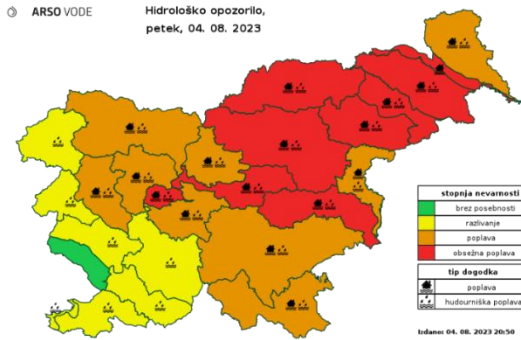 ARSO VODE
Hidrološko opozorilo,
petek, 04. 08. 2023
stopnja nevarnosti
brez posebnosti
razlivanje
poplava
obsežna poplava
tip dogodka
poplava
hudourniška poplava
Izdano: 04. 08. 2023 20:50